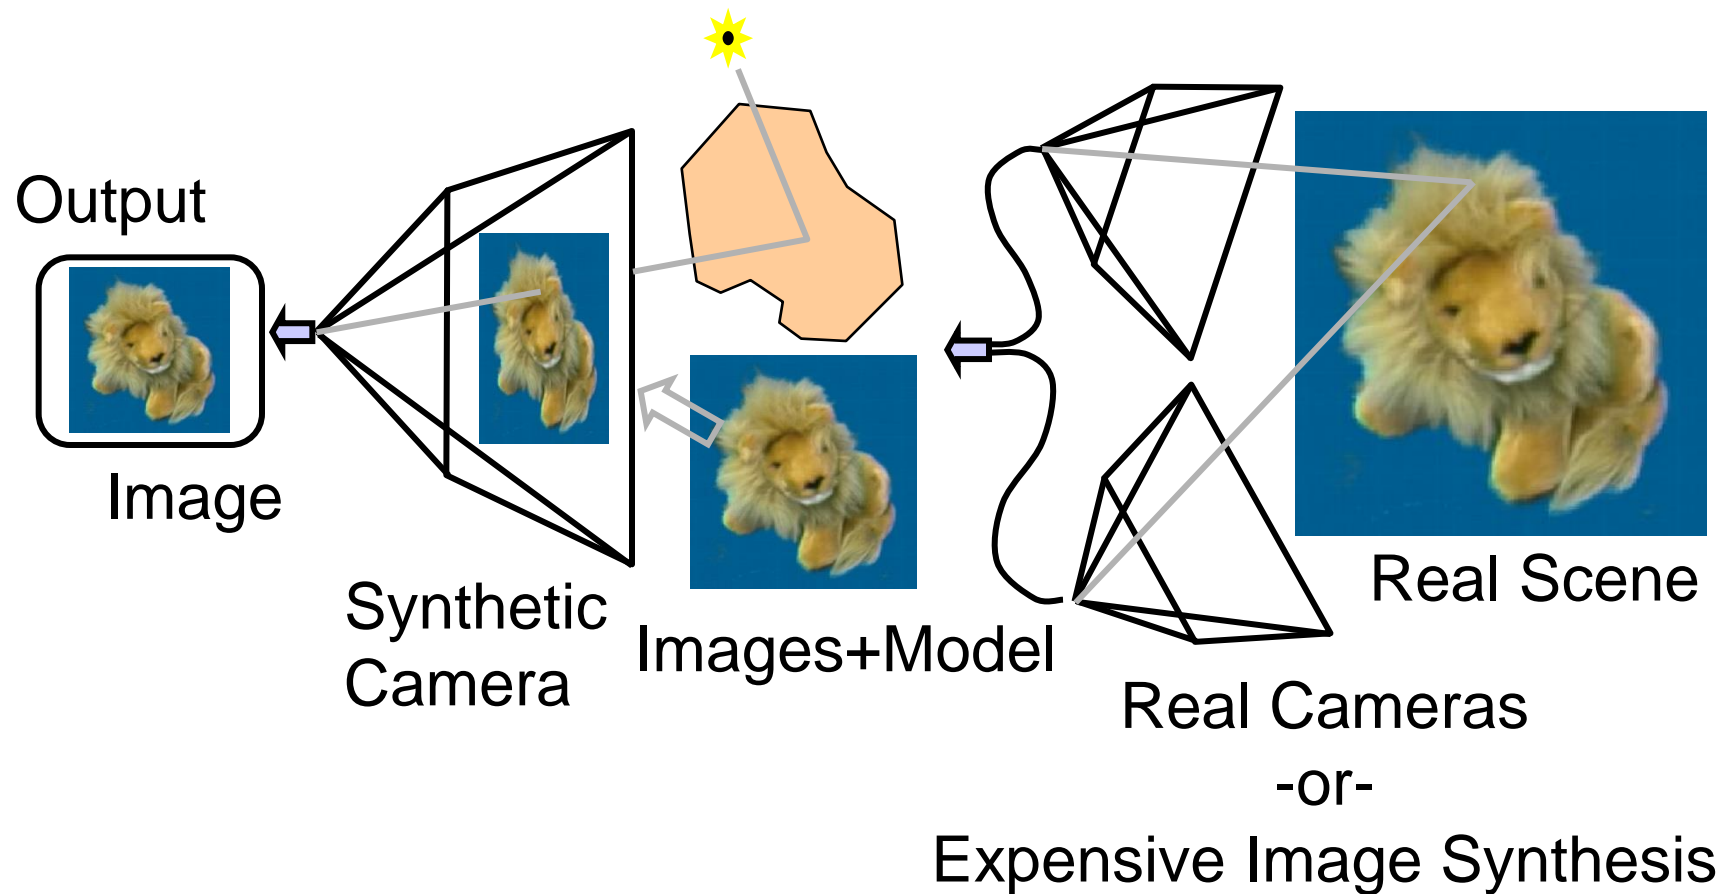 Output
Image
Synthetic
Camera
Images+Model
Real Scene
Real Cameras
-or-
Expensive Image Synthesis